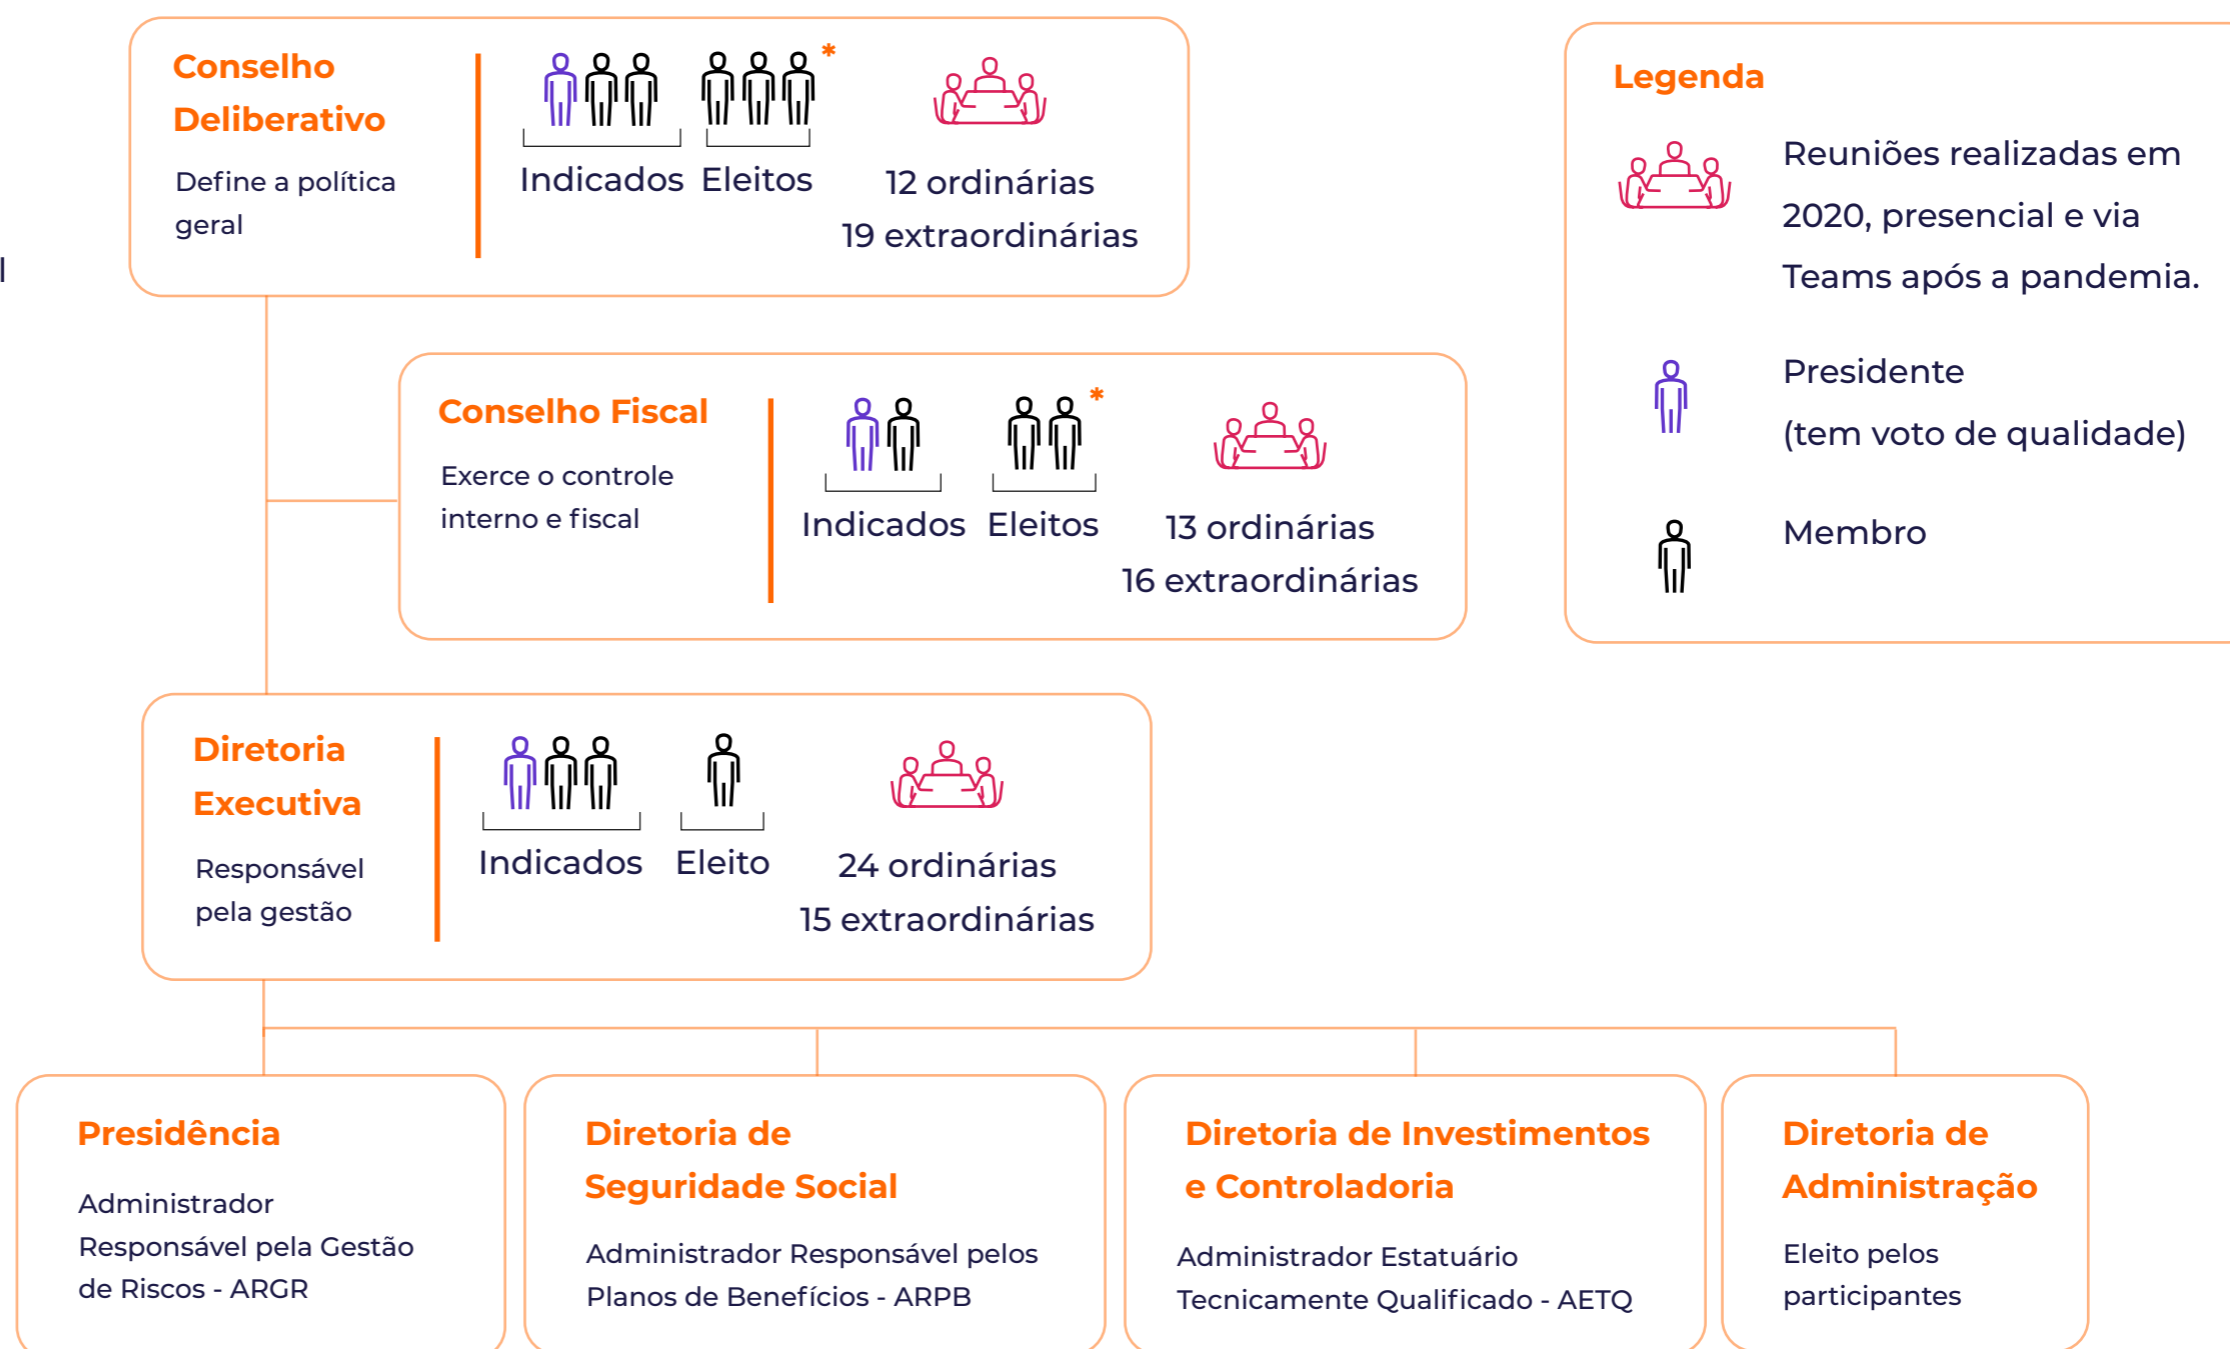 Conselho
Deliberativo
Define a política
geral
Indicados
Eleitos
*
12 ordinárias
19 extraordinárias
l
Conselho Fiscal
Exerce o controle
interno e fiscal
Indicados
Eleitos
*
13 ordinárias
16 extraordinárias
Diretoria
Executiva
Responsável
pela gestão
Indicados
Eleito
24 ordinárias
15 extraordinárias
Presidência
Administrador
Responsável pela Gestão
de Riscos - ARGR
Diretoria de
Seguridade Social
Administrador Responsável pelos
Planos de Benefícios - ARPB
Diretoria de Investimentos
e Controladoria
Administrador Estatuário
Tecnicamente Qualificado - AETQ
Diretoria de
Administração
Eleito pelos
participantes
Legenda
Reuniões realizadas em
2020, presencial e via
Teams após a pandemia.
Presidente
(tem voto de qualidade)
Membro